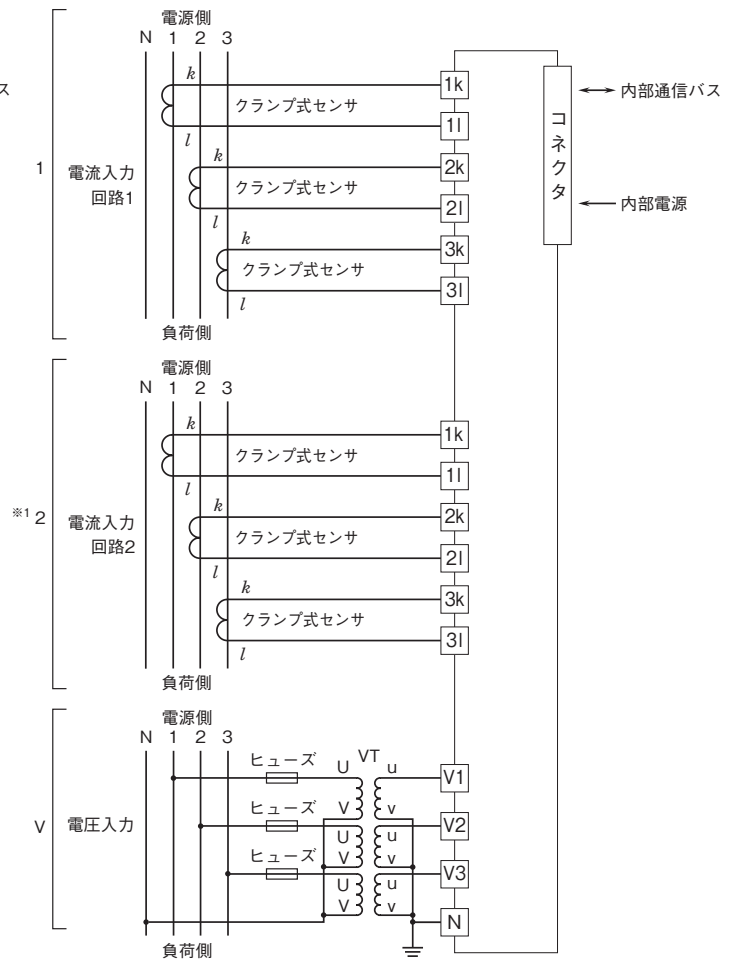 電源側
N 1 2 3
ス
k
1k
内部通信バス
クランプ式センサ
l
1l
コネクタ
1
電流入力
回路1
k
2k
クランプ式センサ
l
2l
内部電源
k
3k
クランプ式センサ
l
3l
負荷側
電源側
N 1 2 3
k
1k
クランプ式センサ
l
1l
※1 2
電流入力
回路2
k
2k
クランプ式センサ
l
2l
k
3k
クランプ式センサ
l
3l
負荷側
電源側
N 1 2 3
ヒューズ
VT
U u
V1
V v
ヒューズ
V
電圧入力
V2
U u
V v
ヒューズ
V3
U u
V v
N
負荷側